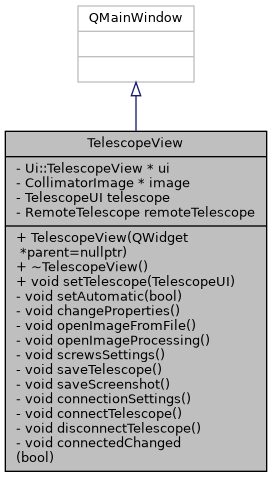 QMainWindow
TelescopeView
- Ui::TelescopeView * ui
- CollimatorImage * image
- TelescopeUI telescope
- RemoteTelescope remoteTelescope
+ TelescopeView(QWidget
*parent=nullptr)
+ ~TelescopeView()
+ void setTelescope(TelescopeUI)
- void setAutomatic(bool)
- void changeProperties()
- void openImageFromFile()
- void openImageProcessing()
- void screwsSettings()
- void saveTelescope()
- void saveScreenshot()
- void connectionSettings()
- void connectTelescope()
- void disconnectTelescope()
- void connectedChanged
(bool)